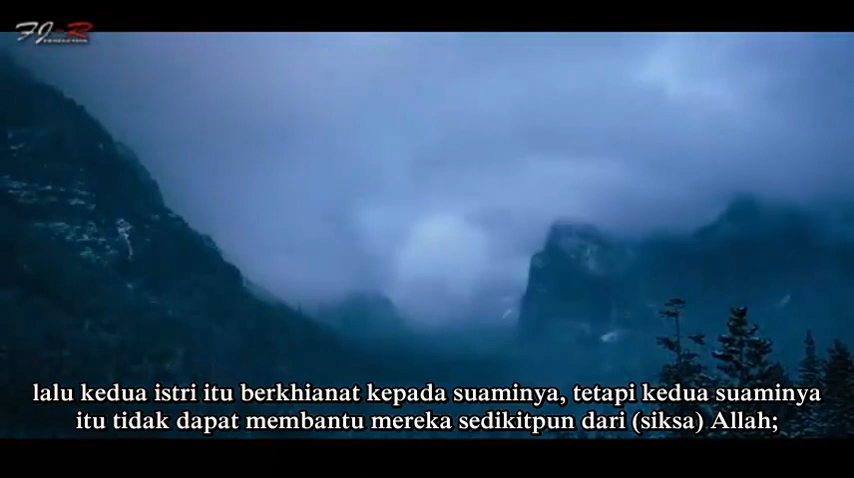 FJ-R
lalu kedua istri itu berkhianat kepada suaminya, tetapi kedua suaminya
itu tidak dapat membantu mereka sedikitpun dari (siksa) Allah;